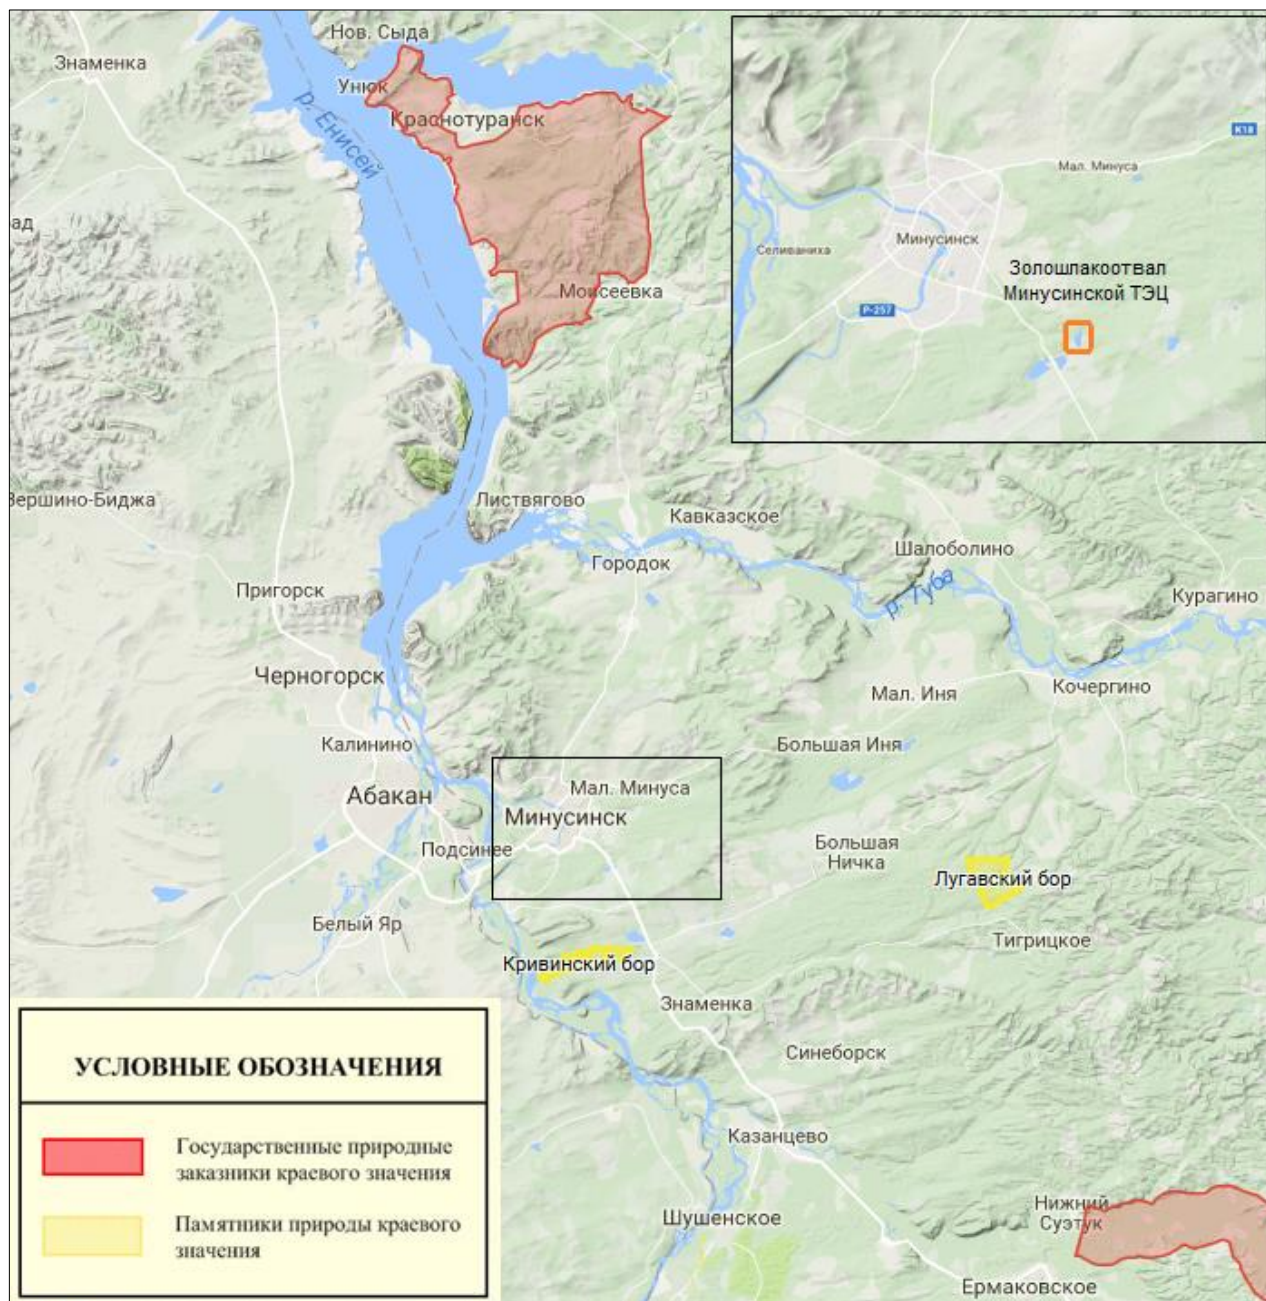 Нов. Сыда
Знаменка
Унюк
Краснотуранск
р. Енисей
ад
Моисеевка
К18
Мал. Минуса
Минусинск
Селиваниха
Золошлакоотвал
Минусинской ТЭЦ
Р-257
Вершино-Биджа
Листвягово
Кавказское
Шалоболино
Городок
р. Туба
Пригорск
Курагино
Черногорск
Мал. Иня
Кочергино
Калинино
Большая Иня
Абакан
Мал. Минуса
Минусинск
Подсинее
Большая
Ничка
Лугавский бор
Белый Яр
Тигрицкое
Кривинский бор
Знаменка
Синеборск
Казанцево
Шушенское
Нижний
Суэтук
Ермаковское
УСЛОВНЫЕ ОБОЗНАЧЕНИЯ
Государственные природные
заказники краевого значения
Памятники природы краевого
значения